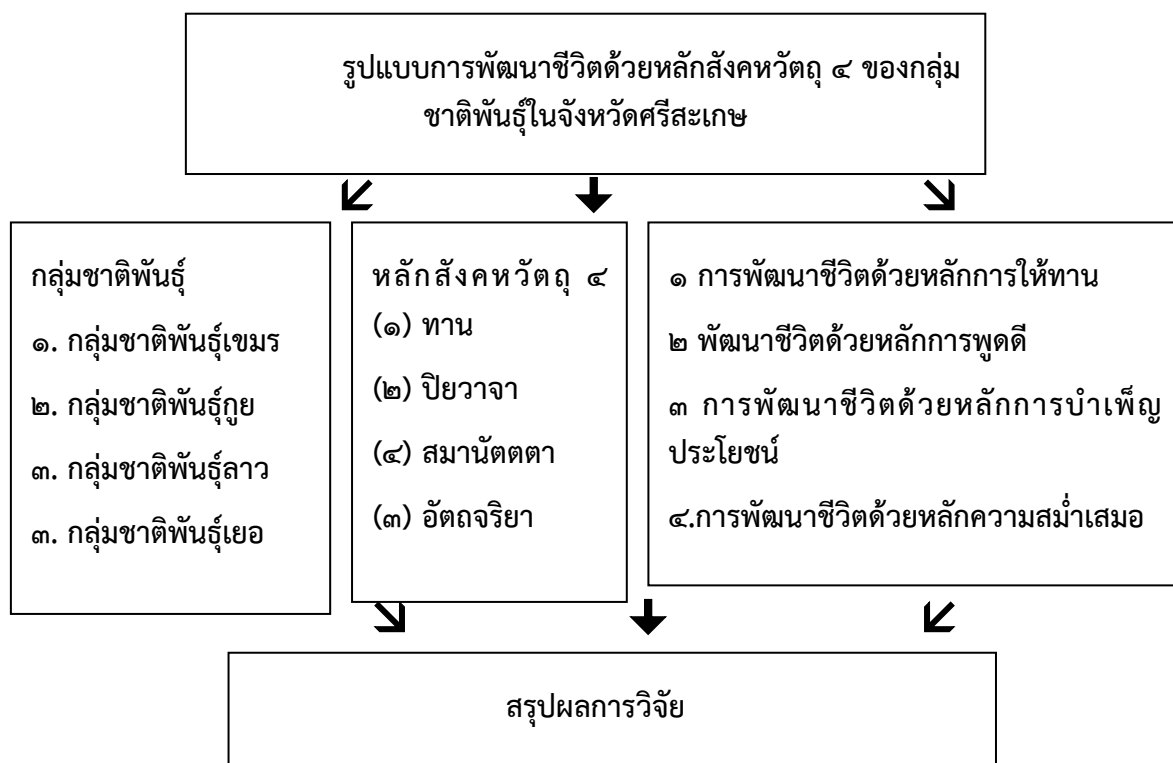 รูปแบบการพัฒนาชีวิตด้วยหลักสังคหวัตถุ ๔ ของกลุ่ม
ชาติพันธุ์ในจังหวัดศรีสะเกษ
กลุ่มชาติพันธุ์
๑. กลุ่มชาติพันธุ์เขมร
๒. กลุ่มชาติพันธุ์กูย
๓. กลุ่มชาติพันธุ์ลาว
๓. กลุ่มชาติพันธุ์เยอ
หลักสังคหวัตถุ ๔
(๑) ทาน
(๒) ปิยวาจา
(๔) สมานัตตตา
(๓) อัตถจริยา
๑ การพัฒนาชีวิตด้วยหลักการให้ทาน
๒ พัฒนาชีวิตด้วยหลักการพูดดี
๓ การพัฒนาชีวิตด้วยหลักการบำเพ็ญ
ประโยชน์
๔.การพัฒนาชีวิตด้วยหลักความสม่ำเสมอ
สรุปผลการวิจัย